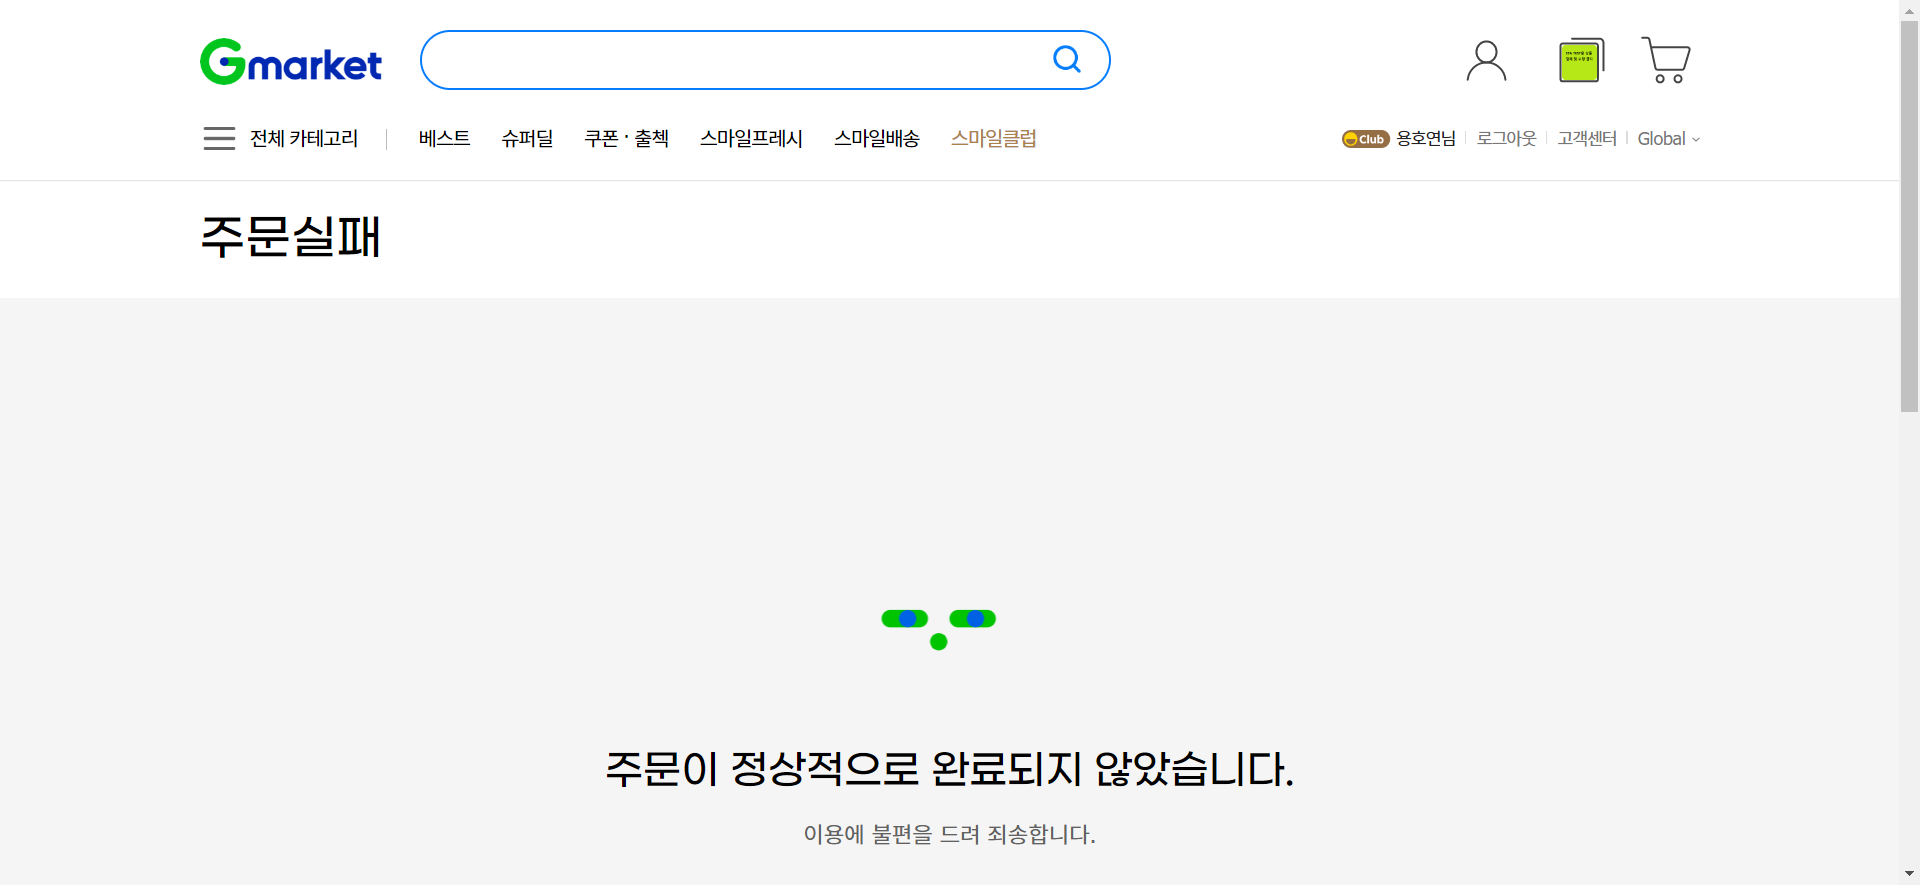 Gmarket
전체 카테고리
베스트 슈퍼딜 쿠폰 · 출첵 스마일프레시 스마일배송 스마일클럽
Club 용호연님 로그아웃 고객센터 Global
주문실패
주문이 정상적으로 완료되지 않았습니다.
이용에 불편을 드려 죄송합니다.